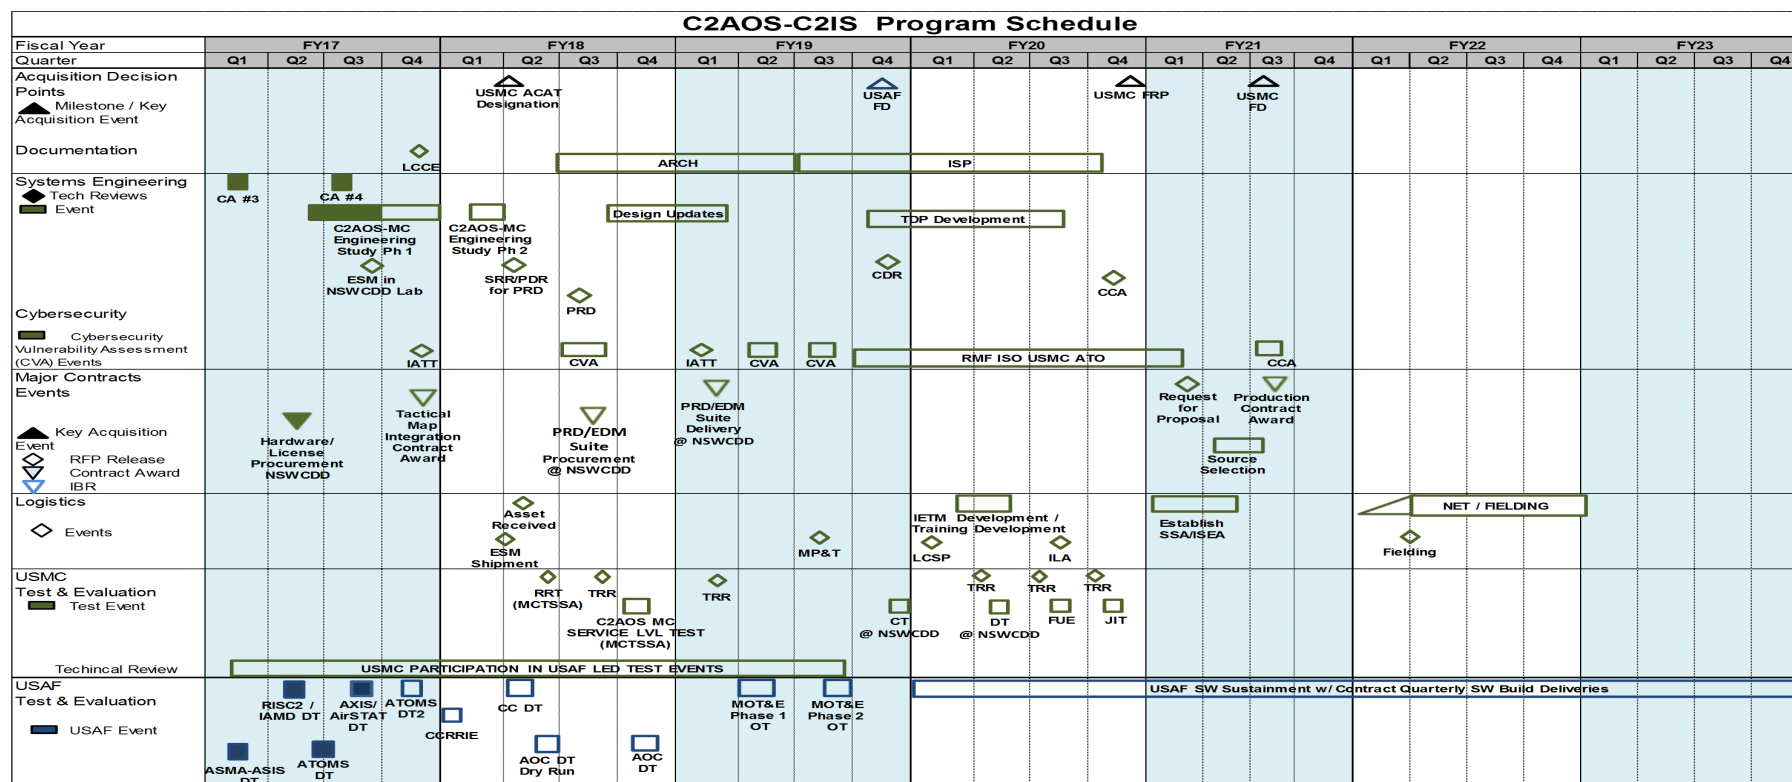 C2AOS-C2IS Program Schedule
Fiscal Year FY17 FY18 FY19 FY20 FY21 FY22 FY23
Quarter Q1 Q2 Q3 Q4 Q1 Q2 Q3 Q4 Q1 Q2 Q3 Q4 Q1 Q2 Q3 Q4 Q1 Q2 Q3 Q4 Q1 Q2 Q3 Q4 Q1 Q2 Q3 Q4
Acquisition Decision
Points
Milestone / Key
Acquisition Event
USMC ACAT
Designation
USAF
FD
USMC FRP
USMC
FD
Documentation
LCCE
ARCH
ISP
Systems Engineering
Tech Reviews
Event
CA #3
CA #4
C2AOS-MC
Engineering
Study Ph 1
C2AOS-MC
Engineering
Study Ph 2
Design Updates
TDP Development
ESM in
NSWCDD Lab
SRR/PDR
for PRD
PRD
CDR
CCA
Cybersecurity
Cybersecurity
Vulnerability Assessment
(CVA) Events
IATT
CVA
IATT
CVA
CVA
RMF ISO USMC ATO
CCA
Major Contracts
Events
Key Acquisition
Event
RFP Release
Contract Award
IBR
Hardware/
License
Procurement
NSWCDD
Tactical
Map
Integration
Contract
Award
PRD/EDM
Suite
Procurement
@ NSWCDD
PRD/EDM
Suite
Delivery
@ NSWCDD
Request
for
Proposal
Production
Contract
Award
Source
Selection
Logistics
Events
Asset
Received
ESM
Shipment
MP&T
IETM Development /
Training Development
LCSP
ILA
Establish
SSA/ISEA
NET / FIELDING
Fielding
USMC
Test & Evaluation
Test Event
RRT
(MCTSSA)
TRR
C2AOS MC
SERVICE LVL TEST
(MCTSSA)
TRR
CT
@ NSWCDD
TRR
TRR
TRR
DT
@ NSWCDD
FUE
JIT
Techincal Review
USMC PARTICIPATION IN USAF LED TEST EVENTS
USAF
Test & Evaluation
USAF Event
RISC2 /
IAMD DT
AXIS/
AirSTAT
DT
ATOMS
DT2
CCRRIE
CC DT
MOT&E
Phase 1
OT
MOT&E
Phase 2
OT
USAF SW Sustainment w/ Contract Quarterly SW Build Deliveries
ASMA-ASIS
DT
ATOMS
DT
AOC DT
Dry Run
AOC
DT